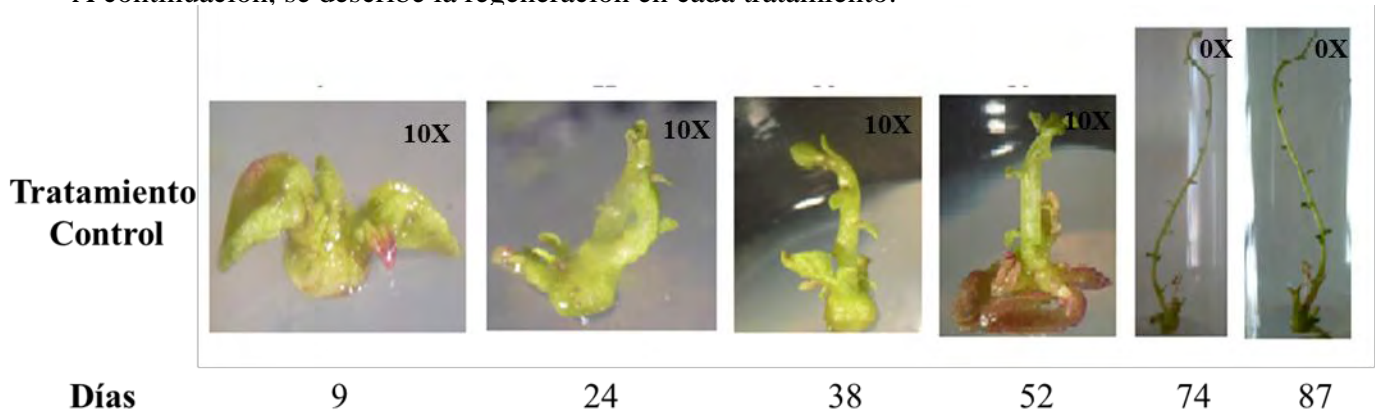 A continuación, se describe la regeneración en cada tratamiento.
0X 0X
10X 10X 10X 10X
Tratamiento
Control
Días 9 24 38 52 74 87